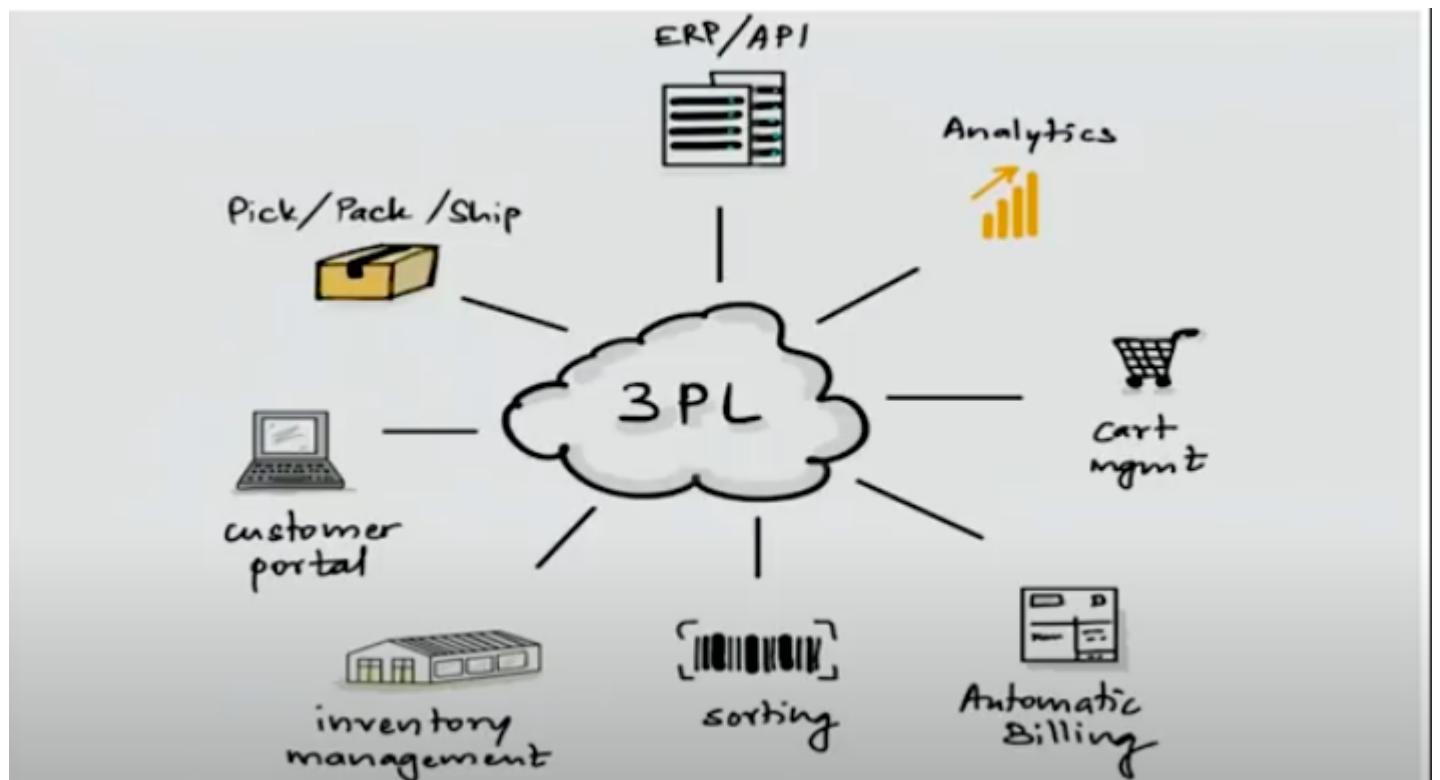 ERP/API
Analytics
Pick/Pack/Ship
3PL
cart
mgmt
customer
portal
inventory
management
sorting
Automatic
Billing